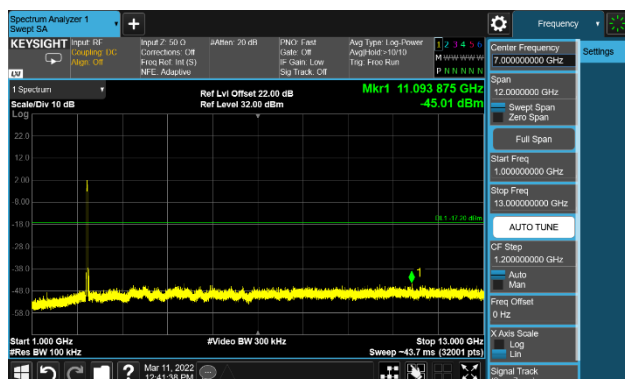 Spectrum Analyzer 1
Swept SA
Frequency
KEYSIGHT
Input: RF
Coupling: DC
Align: Off
Input Z: 50 Ω
Corrections: Off
Freq Ref: Int (S)
NFE: Adaptive
#Atten: 20 dB
PNO: Fast
Gate: Off
IF Gain: Low
Sig Track: Off
Avg Type: Log-Power
Avg|Hold:>10/10
Trig: Free Run
1 2 3 4 5 6
M W W W W W
P N N N N N
1 Spectrum
Scale/Div 10 dB
Log
Ref Lvl Offset 22.00 dB
Ref Level 32.00 dBm
Mkr1 11.093 875 GHz
-45.01 dBm
22.0
12.0
2.00
-8.00
-18.0
-28.0
-38.0
-48.0
-58.0
DL1 -17.20 dBm
1
Start 1.000 GHz
#Res BW 100 kHz
#Video BW 300 kHz
Stop 13.000 GHz
Sweep ~43.7 ms (32001 pts)
Mar 11, 2022
12:41:38 PM
Center Frequency
7.000000000 GHz
Settings
Span
12.0000000 GHz
Swept Span
Zero Span
Full Span
Start Freq
1.000000000 GHz
Stop Freq
13.000000000 GHz
AUTO TUNE
CF Step
1.200000000 GHz
Auto
Man
Freq Offset
0 Hz
X Axis Scale
Log
Lin
Signal Track